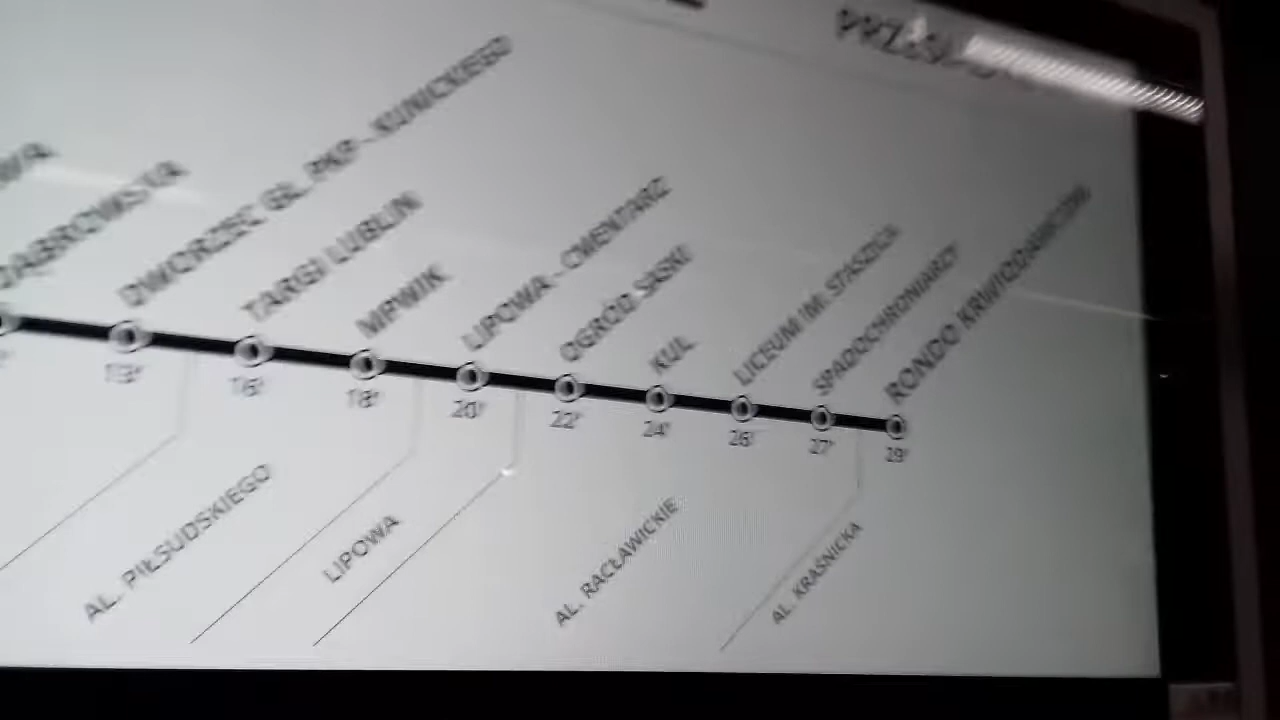 DĄBROWSKA
DWORZEC GŁ. PKP - KUNICKIEGO
TARGI LUBLIN
MPWIK
LIPOWA - CMENTARZ
OGRÓD SASKI
KUL
LICEUM IM. STASZICA
SPADOCHRONIARZY
RONDO KRWIODAWCÓW
13'
16'
18'
20'
22'
24'
26'
27'
29'
AL. PIŁSUDSKIEGO
LIPOWA
AL. RACŁAWICKIE
AL. KRAŚNICKA